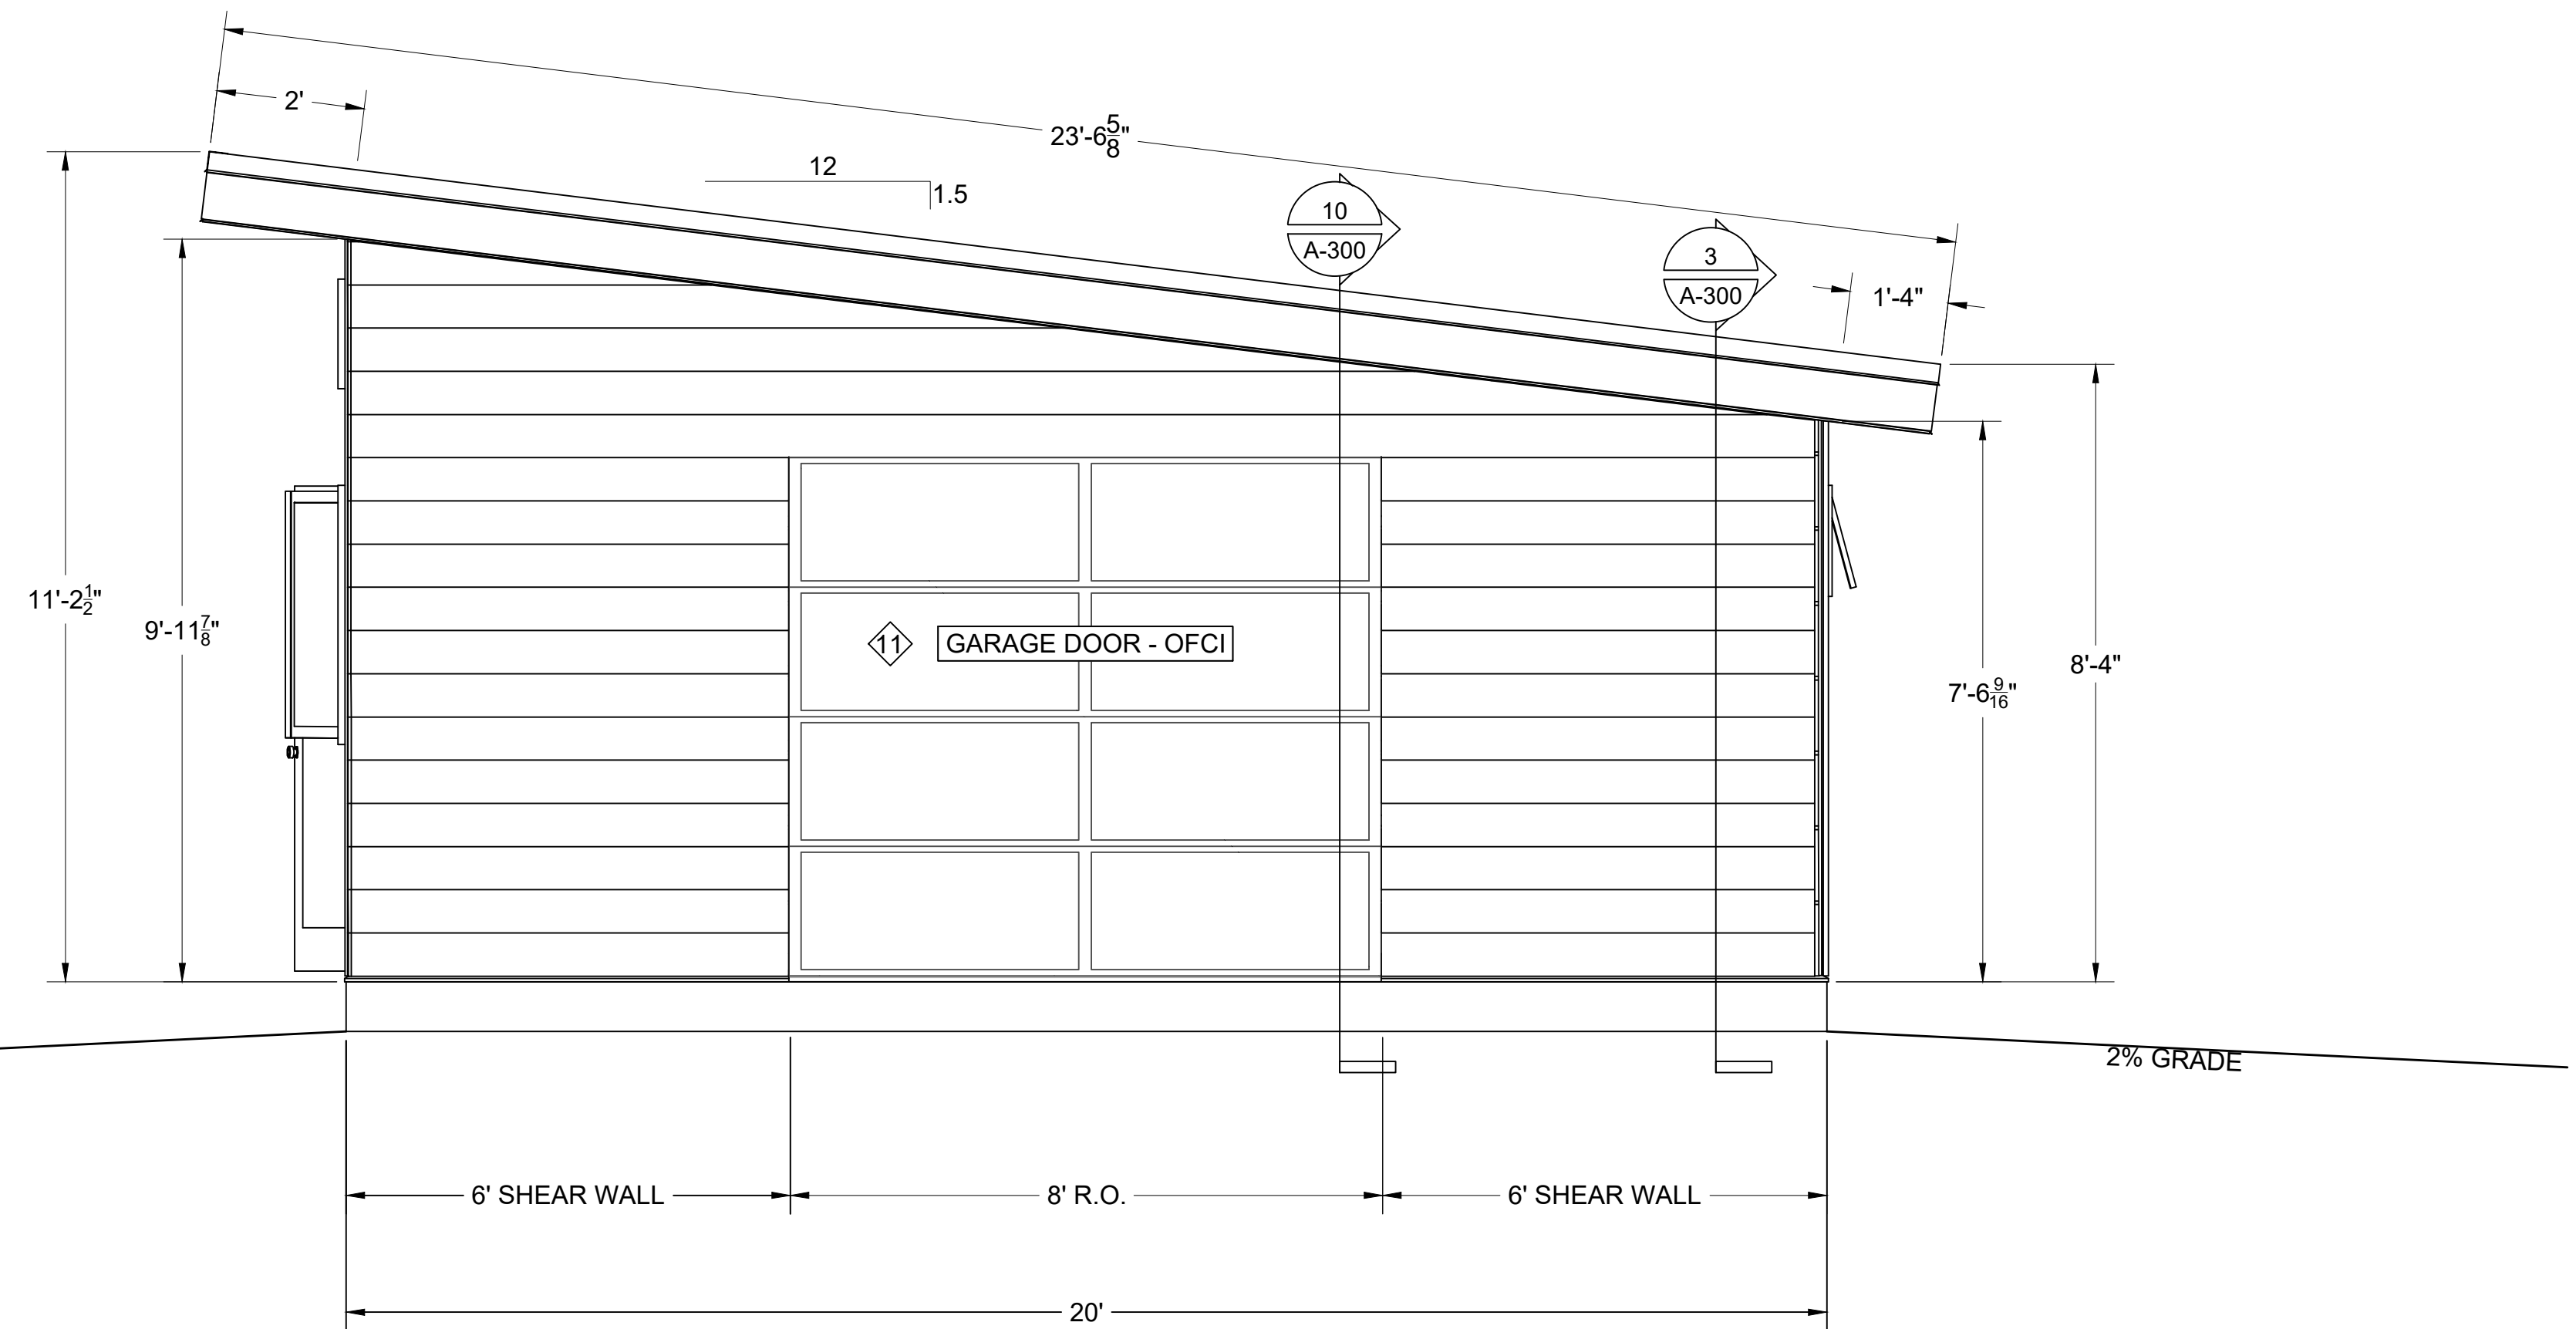 2'
23'-6 5/8"
12
1.5
10
A-300
3
A-300
1'-4"
11'-2 1/2"
9'-11 7/8"
11
GARAGE DOOR - OFCI
7'-6 9/16"
8'-4"
2% GRADE
6' SHEAR WALL
8' R.O.
6' SHEAR WALL
20'